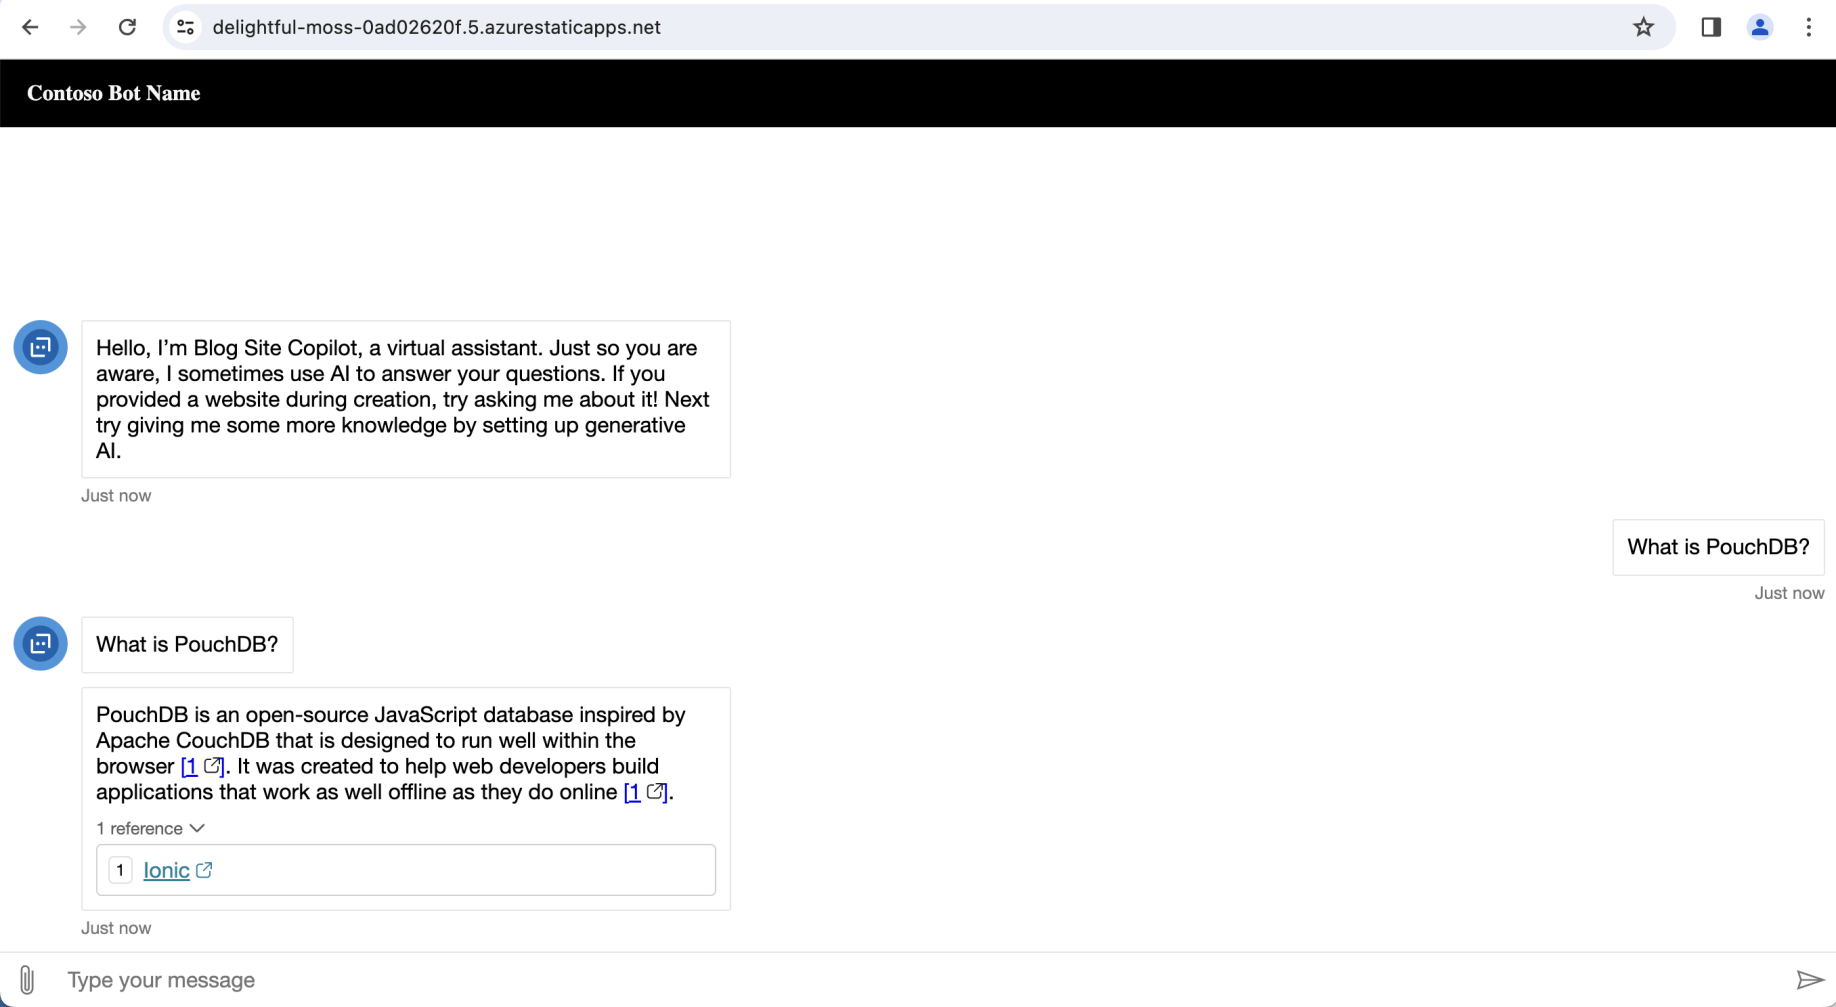 delightful-moss-0ad02620f.5.azurestaticapps.net
Contoso Bot Name
Hello, I’m Blog Site Copilot, a virtual assistant. Just so you are
aware, I sometimes use AI to answer your questions. If you
provided a website during creation, try asking me about it! Next
try giving me some more knowledge by setting up generative
AI.
Just now
What is PouchDB?
Just now
What is PouchDB?
PouchDB is an open-source JavaScript database inspired by
Apache CouchDB that is designed to run well within the
browser [1]. It was created to help web developers build
applications that work as well offline as they do online [1].
1 reference
1 Ionic
Just now
Type your message